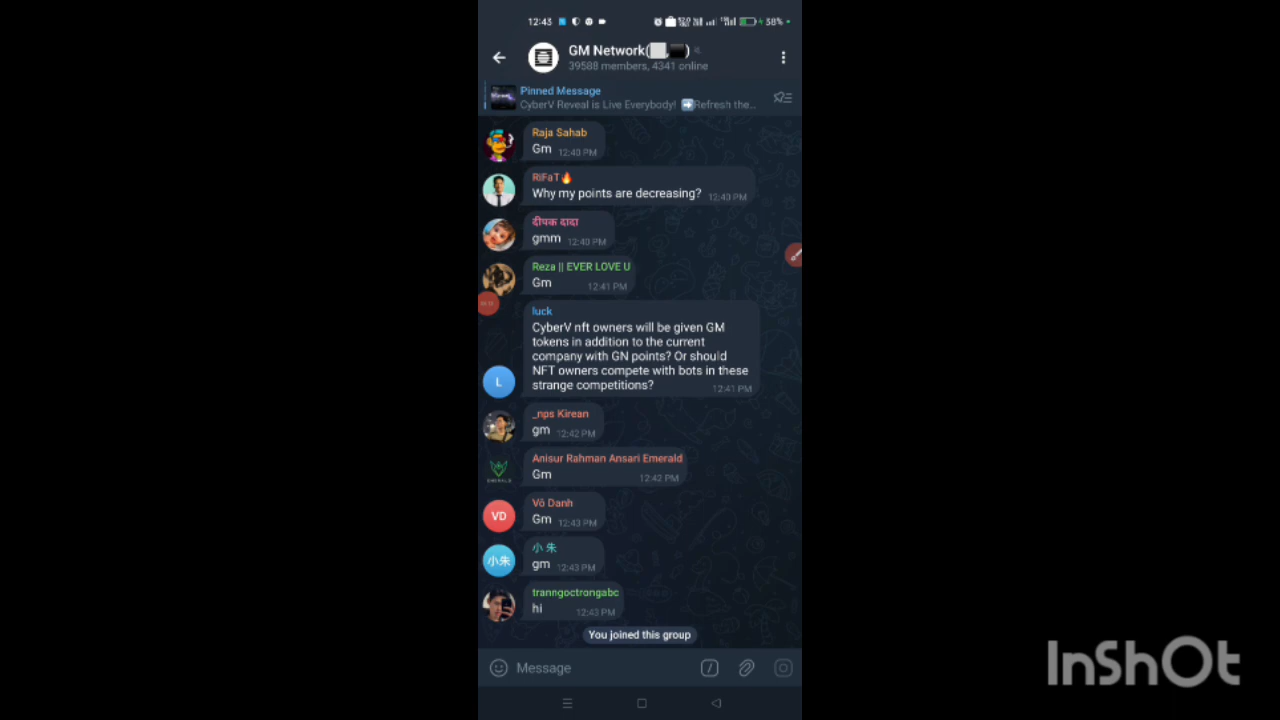 12:43
58%
GM Network(⬜⬛)
39588 members, 4341 online
Pinned Message
CyberV Reveal is Live Everybody! ➡️Refresh the...
Raja Sahab
Gm 12:40 PM
RiFaT🔥
Why my points are decreasing? 12:40 PM
दीपक दादा
gmm 12:40 PM
Reza || EVER LOVE U
Gm 12:41 PM
luck
CyberV nft owners will be given GM
tokens in addition to the current
company with GN points? Or should
NFT owners compete with bots in these
strange competitions? 12:41 PM
L
_nps Kirean
gm 12:42 PM
Anisur Rahman Ansari Emerald
Gm 12:42 PM
EMERALD
Võ Danh
VD
Gm 12:43 PM
小 朱
小朱
gm 12:43 PM
tranngoctrongabc
hi 12:43 PM
You joined this group
Message
InShOt